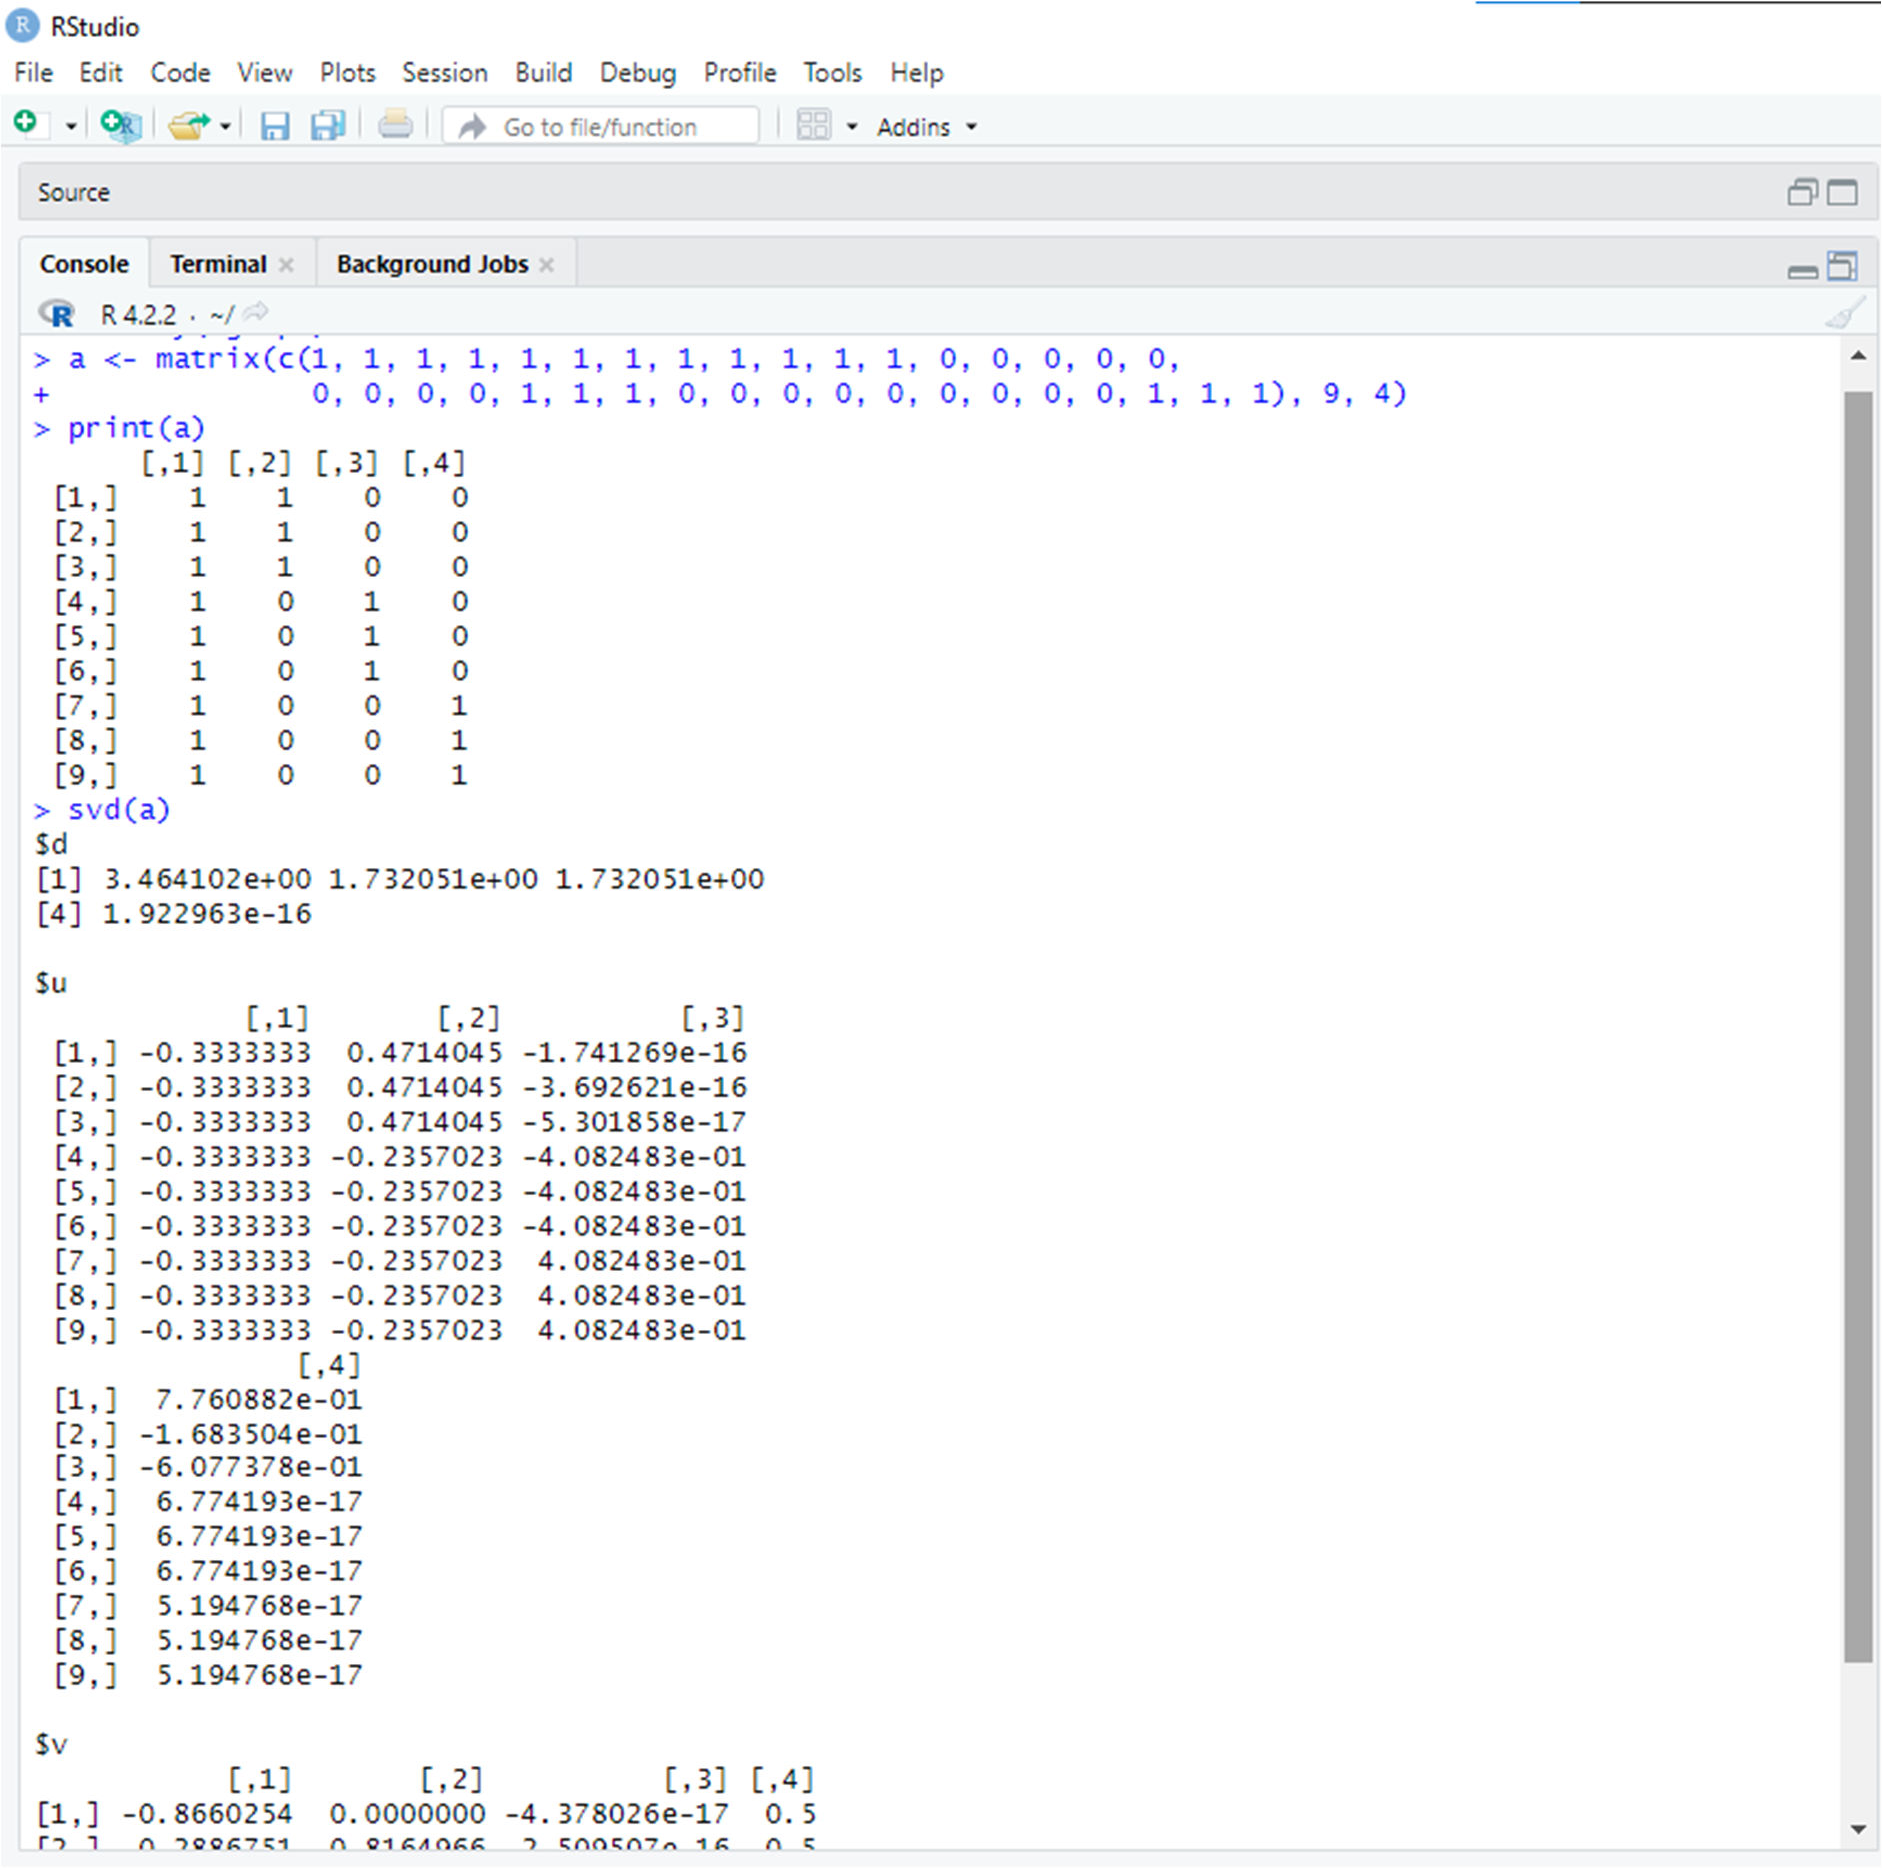 RStudio
File Edit Code View Plots Session Build Debug Profile Tools Help
Go to file/function Addins
Source
Console Terminal Background Jobs
R 4.2.2 · ~/
> a <- matrix(c(1, 1, 1, 1, 1, 1, 1, 1, 1, 1, 1, 1, 0, 0, 0, 0, 0,
+ 0, 0, 0, 0, 1, 1, 1, 0, 0, 0, 0, 0, 0, 0, 0, 0, 1, 1, 1), 9, 4)
> print(a)
[,1] [,2] [,3] [,4]
[1,] 1 1 0 0
[2,] 1 1 0 0
[3,] 1 1 0 0
[4,] 1 0 1 0
[5,] 1 0 1 0
[6,] 1 0 1 0
[7,] 1 0 0 1
[8,] 1 0 0 1
[9,] 1 0 0 1
> svd(a)
$d
[1] 3.464102e+00 1.732051e+00 1.732051e+00
[4] 1.922963e-16
$u
[,1] [,2] [,3]
[1,] -0.3333333 0.4714045 -1.741269e-16
[2,] -0.3333333 0.4714045 -3.692621e-16
[3,] -0.3333333 0.4714045 -5.301858e-17
[4,] -0.3333333 -0.2357023 -4.082483e-01
[5,] -0.3333333 -0.2357023 -4.082483e-01
[6,] -0.3333333 -0.2357023 -4.082483e-01
[7,] -0.3333333 -0.2357023 4.082483e-01
[8,] -0.3333333 -0.2357023 4.082483e-01
[9,] -0.3333333 -0.2357023 4.082483e-01
[,4]
[1,] 7.760882e-01
[2,] -1.683504e-01
[3,] -6.077378e-01
[4,] 6.774193e-17
[5,] 6.774193e-17
[6,] 6.774193e-17
[7,] 5.194768e-17
[8,] 5.194768e-17
[9,] 5.194768e-17
$v
[,1] [,2] [,3] [,4]
[1,] -0.8660254 0.0000000 -4.378026e-17 0.5